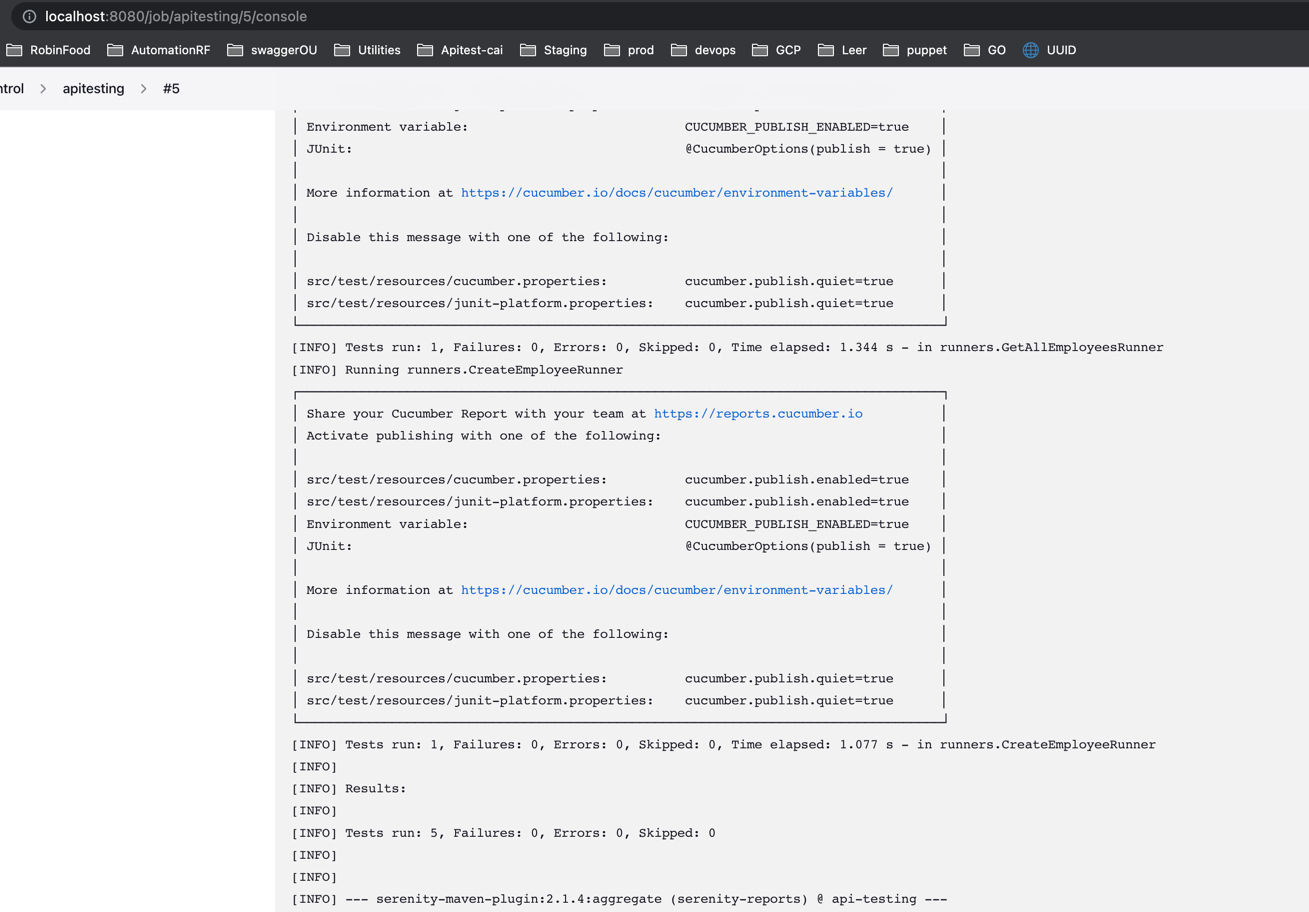 localhost:8080/job/apitesting/5/console
RobinFood AutomationRF swaggerOU Utilities Apitest-cai Staging prod devops GCP Leer puppet GO UUID
ntrol > apitesting > #5
Environment variable: CUCUMBER_PUBLISH_ENABLED=true
JUnit: @CucumberOptions(publish = true)
More information at https://cucumber.io/docs/cucumber/environment-variables/
Disable this message with one of the following:
src/test/resources/cucumber.properties: cucumber.publish.quiet=true
src/test/resources/junit-platform.properties: cucumber.publish.quiet=true
[INFO] Tests run: 1, Failures: 0, Errors: 0, Skipped: 0, Time elapsed: 1.344 s - in runners.GetAllEmployeesRunner
[INFO] Running runners.CreateEmployeeRunner
Share your Cucumber Report with your team at https://reports.cucumber.io
Activate publishing with one of the following:
src/test/resources/cucumber.properties: cucumber.publish.enabled=true
src/test/resources/junit-platform.properties: cucumber.publish.enabled=true
Environment variable: CUCUMBER_PUBLISH_ENABLED=true
JUnit: @CucumberOptions(publish = true)
More information at https://cucumber.io/docs/cucumber/environment-variables/
Disable this message with one of the following:
src/test/resources/cucumber.properties: cucumber.publish.quiet=true
src/test/resources/junit-platform.properties: cucumber.publish.quiet=true
[INFO] Tests run: 1, Failures: 0, Errors: 0, Skipped: 0, Time elapsed: 1.077 s - in runners.CreateEmployeeRunner
[INFO]
[INFO] Results:
[INFO]
[INFO] Tests run: 5, Failures: 0, Errors: 0, Skipped: 0
[INFO]
[INFO]
[INFO] --- serenity-maven-plugin:2.1.4:aggregate (serenity-reports) @ api-testing ---